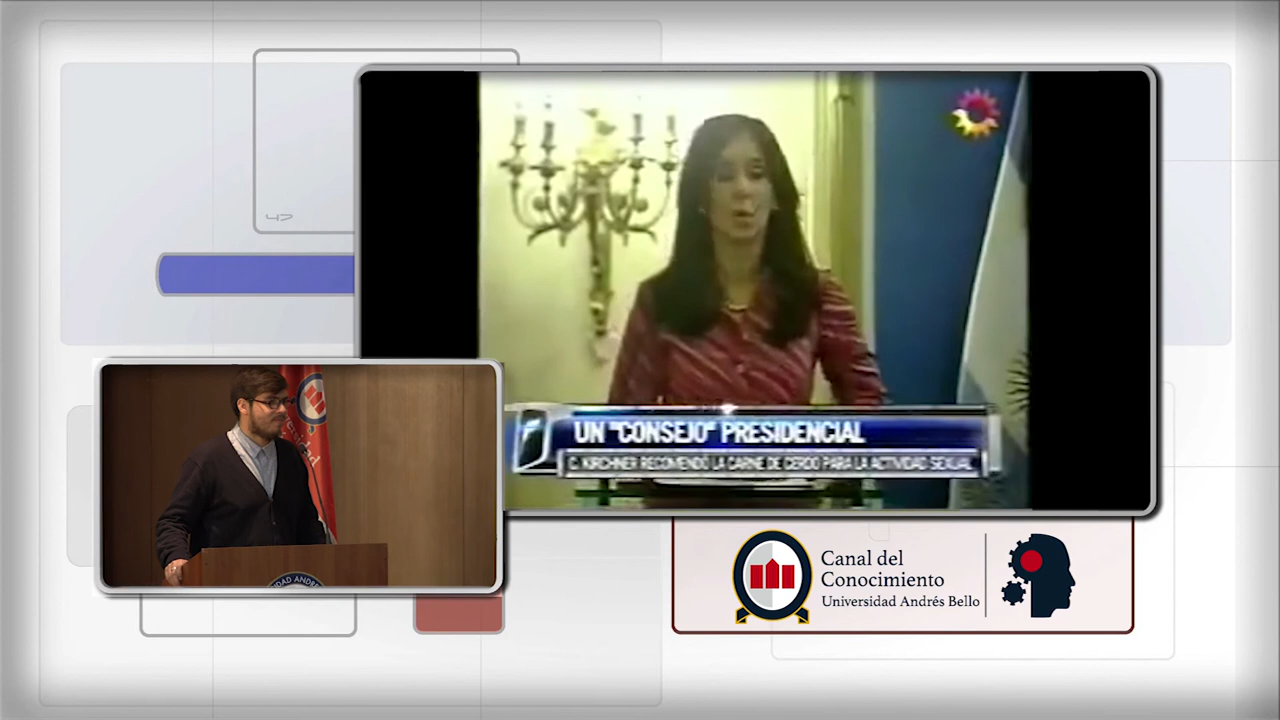 UN "CONSEJO" PRESIDENCIAL
C. KIRCHNER RECOMENDÓ LA CARNE DE CERDO PARA LA ACTIVIDAD SEXUAL
Canal del
Conocimiento
Universidad Andrés Bello